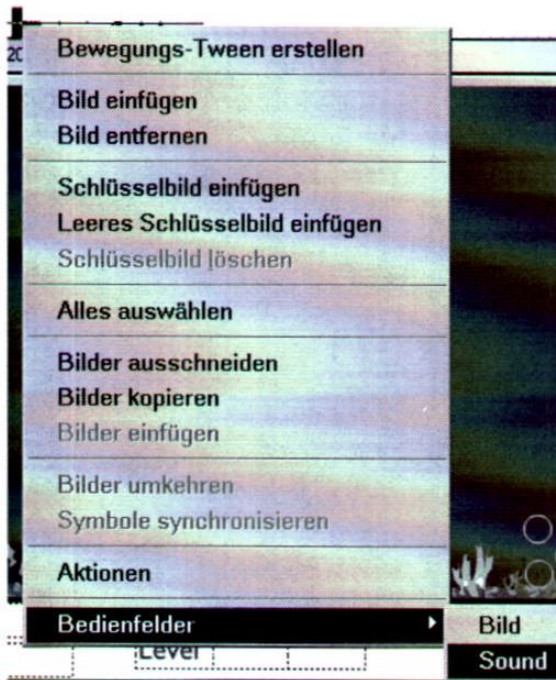 20
Bewegungs-Tween erstellen
Bild einfügen
Bild entfernen
Schlüsselbild einfügen
Leeres Schlüsselbild einfügen
Schlüsselbild löschen
Alles auswählen
Bilder ausschneiden
Bilder kopieren
Bilder einfügen
Bilder umkehren
Symbole synchronisieren
Aktionen
Bedienfelder
Bild
Sound
Level